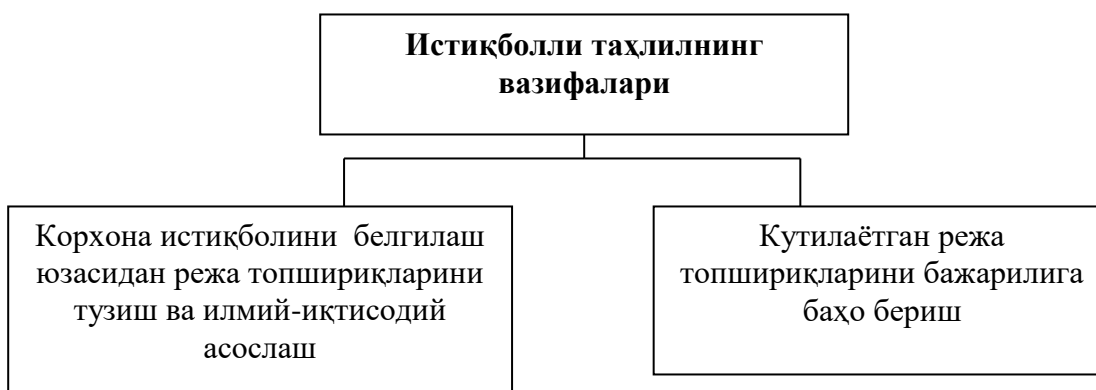 Истиқболли таҳлилнинг
вазифалари
Корхона истиқболини белгилаш
юзасидан режа топшириқларини
тузиш ва илмий-иқтисодий
асослаш
Кутилаётган режа
топшириқларини бажарилига
баҳо бериш